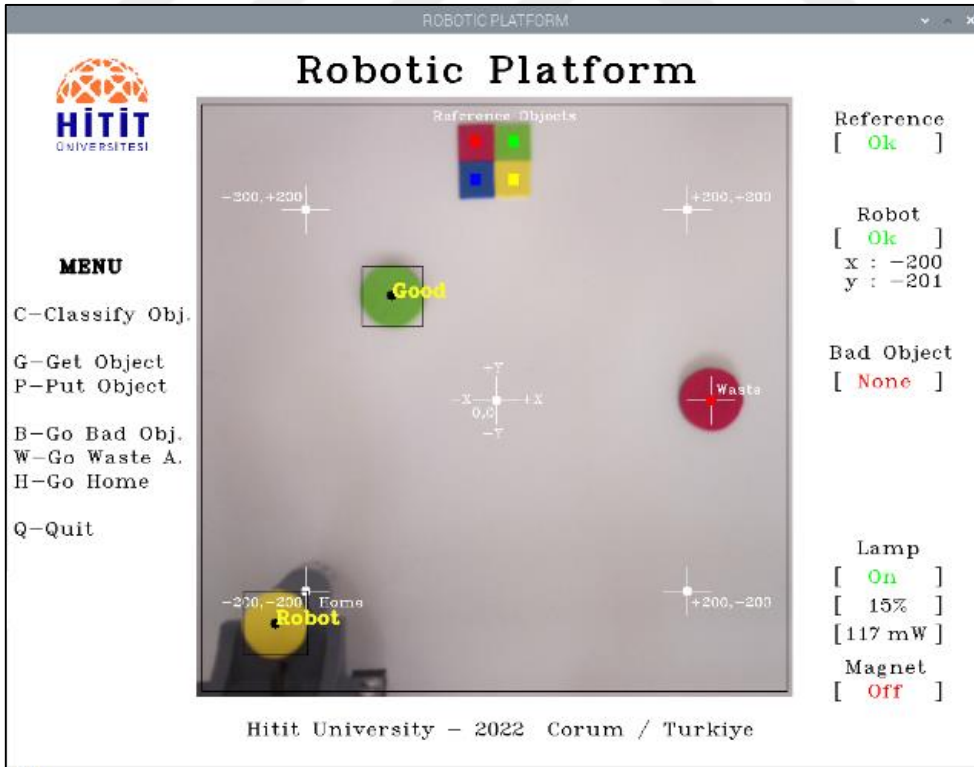 ROBOTIC PLATFORM
Robotic Platform
HİTİT
ÜNİVERSİTESİ
MENU
C-Classify Obj.
G-Get Object
P-Put Object
B-Go Bad Obj.
W-Go Waste A.
H-Go Home
Q-Quit
Reference Objects
-200,+200
+200,+200
Good
+Y
-X
0,0
+X
-Y
Waste
-200,-200
Home
Robot
+200,-200
Reference
[ Ok ]
Robot
[ Ok ]
x : -200
y : -201
Bad Object
[ None ]
Lamp
[ On ]
[ 15% ]
[117 mW ]
Magnet
[ Off ]
Hitit University - 2022 Corum / Turkiye